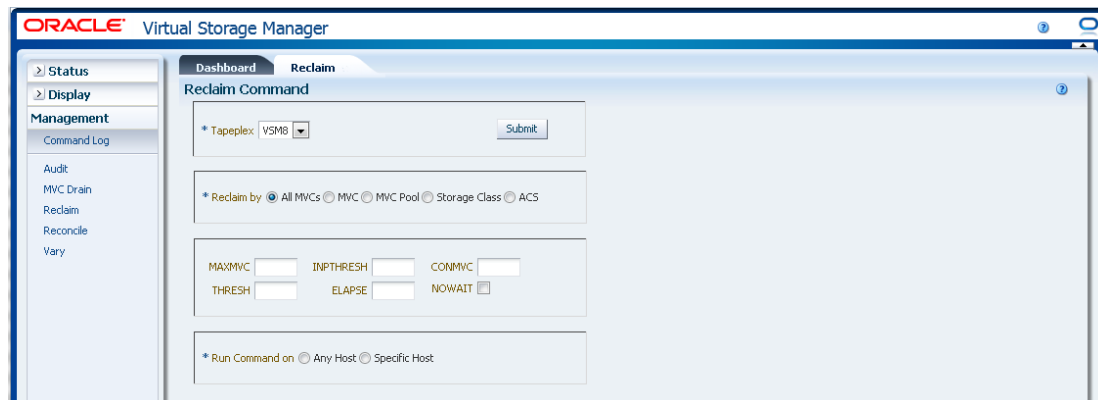 ORACLE Virtual Storage Manager
Status
Display
Management
Command Log
Audit
MVC Drain
Reclaim
Reconcile
Vary
Dashboard Reclaim
Reclaim Command
* Tapeplex VSM8 Submit
* Reclaim by All MVCs MVC MVC Pool Storage Class ACS
MAXMVC INPTHRESH CONMVC
THRESH ELAPSE NOWAIT
* Run Command on Any Host Specific Host